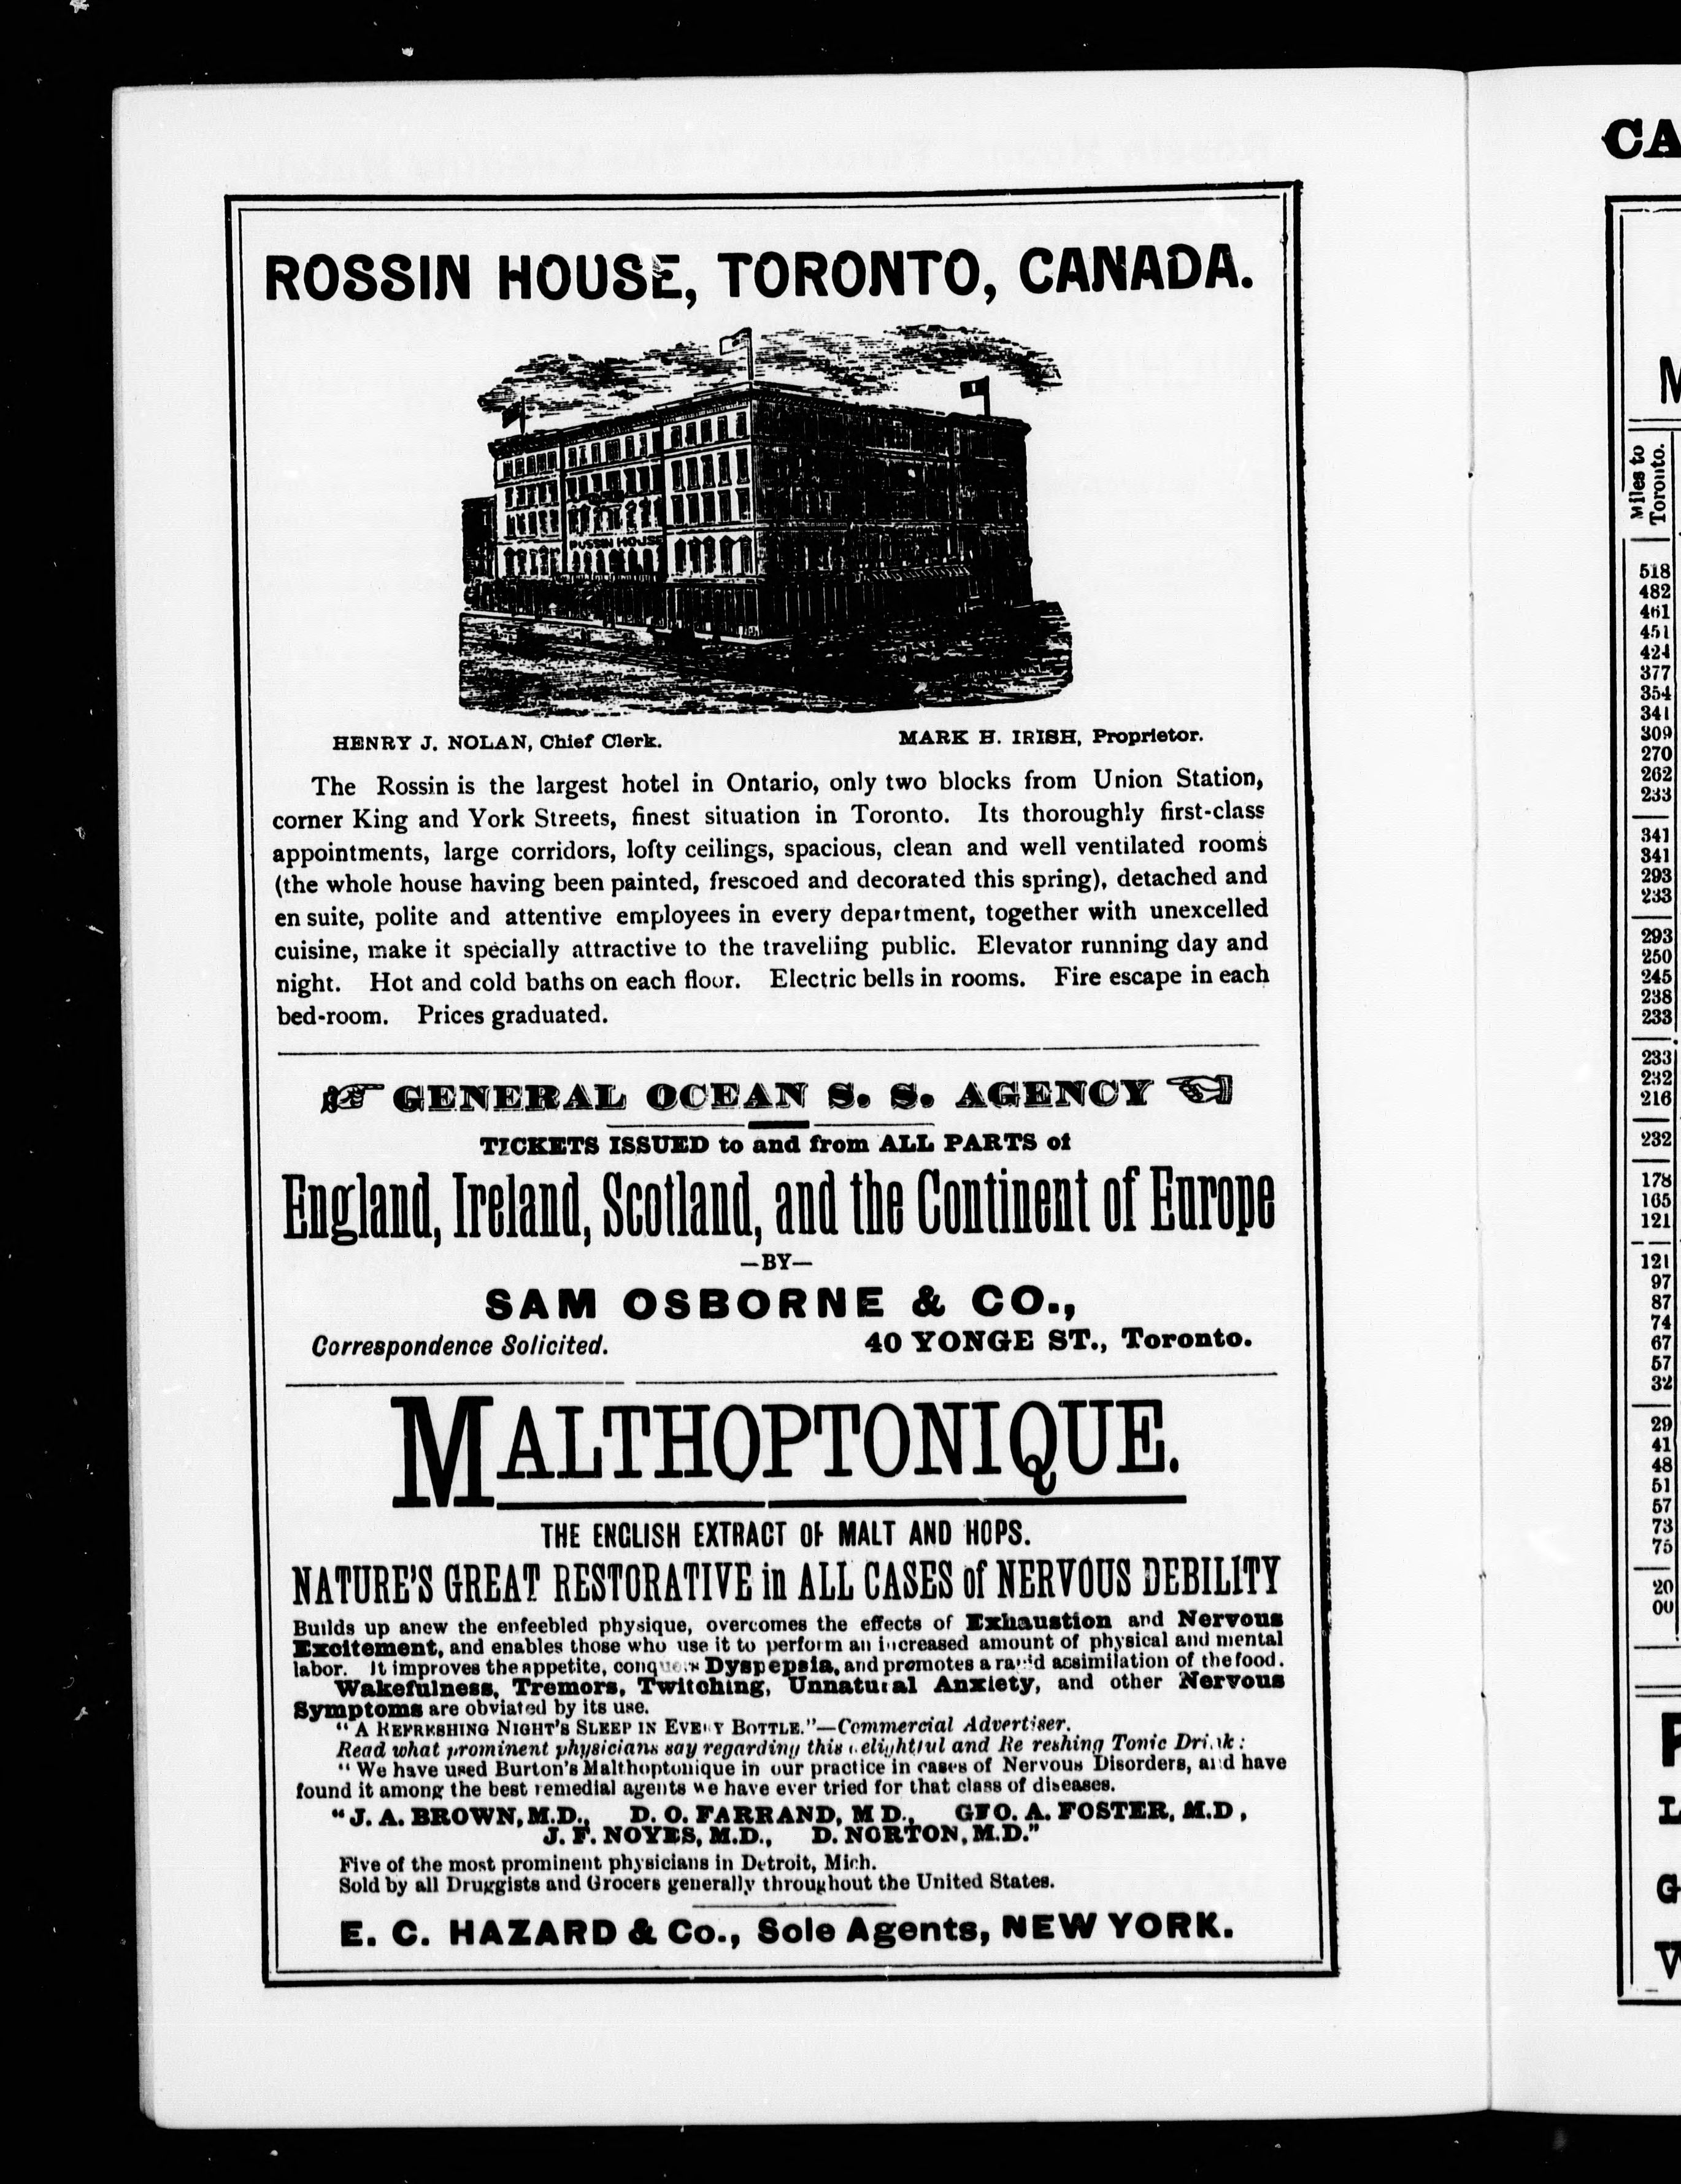 ROSSIN HOUSE, TORONTO, CANADA.
ROSSIN HOUSE
HENRY J. NOLAN, Chief Clerk.
MARK H. IRISH, Proprietor.
The Rossin is the largest hotel in Ontario, only two blocks from Union Station,
corner King and York Streets, finest situation in Toronto. Its thoroughly first-class
appointments, large corridors, lofty ceilings, spacious, clean and well ventilated rooms
(the whole house having been painted, frescoed and decorated this spring), detached and
en suite, polite and attentive employees in every department, together with unexcelled
cuisine, make it specially attractive to the travelling public. Elevator running day and
night. Hot and cold baths on each floor. Electric bells in rooms. Fire escape in each
bed-room. Prices graduated.
☞ GENERAL OCEAN S. S. AGENCY ☜
TICKETS ISSUED to and from ALL PARTS of
England, Ireland, Scotland, and the Continent of Europe
—BY—
SAM OSBORNE & CO.,
Correspondence Solicited. 40 YONGE ST., Toronto.
MALTHOPTONIQUE.
THE ENGLISH EXTRACT OF MALT AND HOPS.
NATURE'S GREAT RESTORATIVE in ALL CASES of NERVOUS DEBILITY
Builds up anew the enfeebled physique, overcomes the effects of Exhaustion and Nervous
Excitement, and enables those who use it to perform an increased amount of physical and mental
labor. It improves the appetite, conquers Dyspepsia, and promotes a rapid assimilation of the food.
Wakefulness, Tremors, Twitching, Unnatural Anxiety, and other Nervous
Symptoms are obviated by its use.
"A REFRESHING NIGHT'S SLEEP IN EVERY BOTTLE."—Commercial Advertiser.
Read what prominent physicians say regarding this delightful and Refreshing Tonic Drink:
"We have used Burton's Malthoptonique in our practice in cases of Nervous Disorders, and have
found it among the best remedial agents we have ever tried for that class of diseases.
"J. A. BROWN, M.D., D. O. FARRAND, M D., GEO. A. FOSTER, M.D,
J. F. NOYES, M.D., D. NORTON, M.D."
Five of the most prominent physicians in Detroit, Mich.
Sold by all Druggists and Grocers generally throughout the United States.
E. C. HAZARD & Co., Sole Agents, NEW YORK.
CA
M
Miles to
Toronto.
518
482
461
451
424
377
354
341
309
270
262
233
341
341
293
233
293
250
245
238
233
233
232
216
232
178
165
121
121
97
87
74
67
57
32
29
41
48
51
57
73
75
20
00
L
G